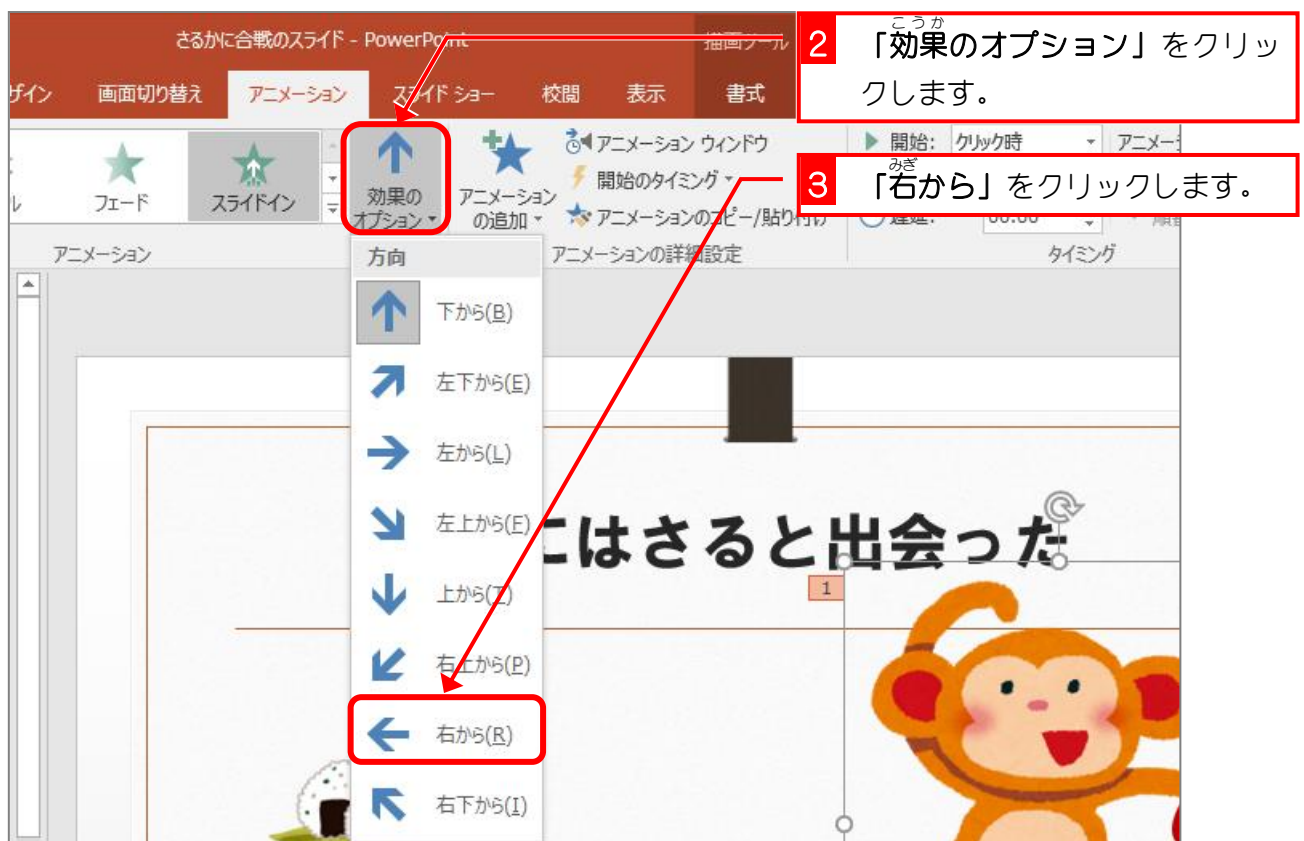 さるかに合戦のスライド - PowerPoint
描画ツール
2
こうか
「効果のオプション」をクリッ
クします。
ザイン 画面切り替え アニメーション スライド ショー 校閲 表示 書式
フェード
スライドイン
効果の
オプション
アニメーション
の追加
アニメーション ウィンドウ
開始のタイミング
アニメーションのコピー/貼り付け
開始: クリック時
遅延: 00.00
アニメーション
アニメーションの詳細設定
タイミング
3
みぎ
「右から」をクリックします。
方向
下から(B)
左下から(E)
左から(L)
左上から(F)
上から(T)
右上から(P)
右から(R)
右下から(I)
にはさると出会った
1